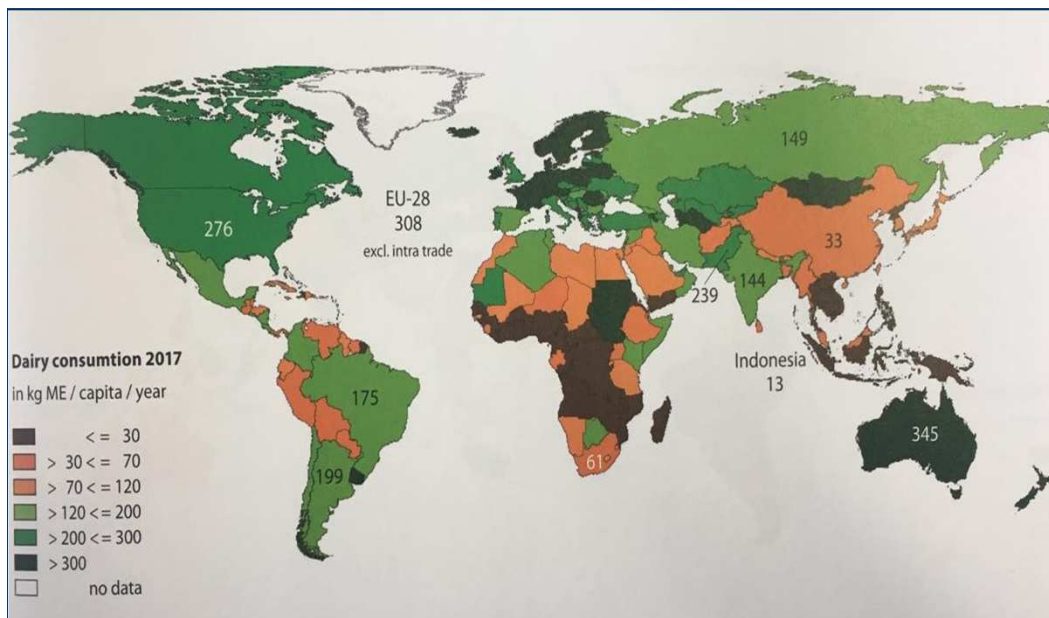 149
EU-28
308
excl. intra trade
276
33
144
239
Indonesia
13
Dairy consumtion 2017
in kg ME / capita / year
175
345
61
199
< = 30
> 30 < = 70
> 70 < = 120
>120 < = 200
>200 < = 300
>300
no data